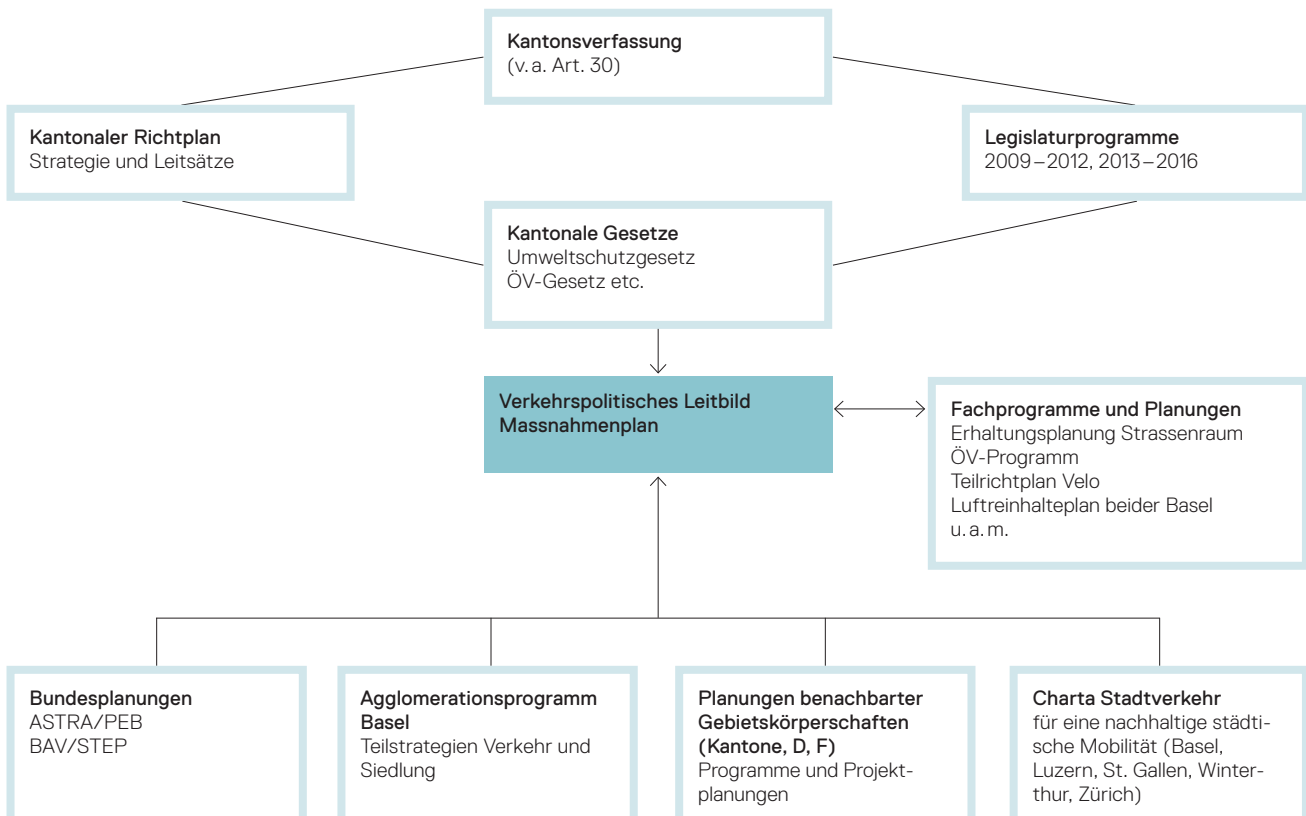 Kantonsverfassung
(v. a. Art. 30)
Kantonaler Richtplan
Strategie und Leitsätze
Legislaturprogramme
2009–2012, 2013–2016
Kantonale Gesetze
Umweltschutzgesetz
ÖV-Gesetz etc.
Verkehrspolitisches Leitbild
Massnahmenplan
Fachprogramme und Planungen
Erhaltungsplanung Strassenraum
ÖV-Programm
Teilrichtplan Velo
Luftreinhalteplan beider Basel
u. a. m.
Bundesplanungen
ASTRA/PEB
BAV/STEP
Agglomerationsprogramm
Basel
Teilstrategien Verkehr und
Siedlung
Planungen benachbarter
Gebietskörperschaften
(Kantone, D, F)
Programme und Projekt-
planungen
Charta Stadtverkehr
für eine nachhaltige städti-
sche Mobilität (Basel,
Luzern, St. Gallen, Winter-
thur, Zürich)